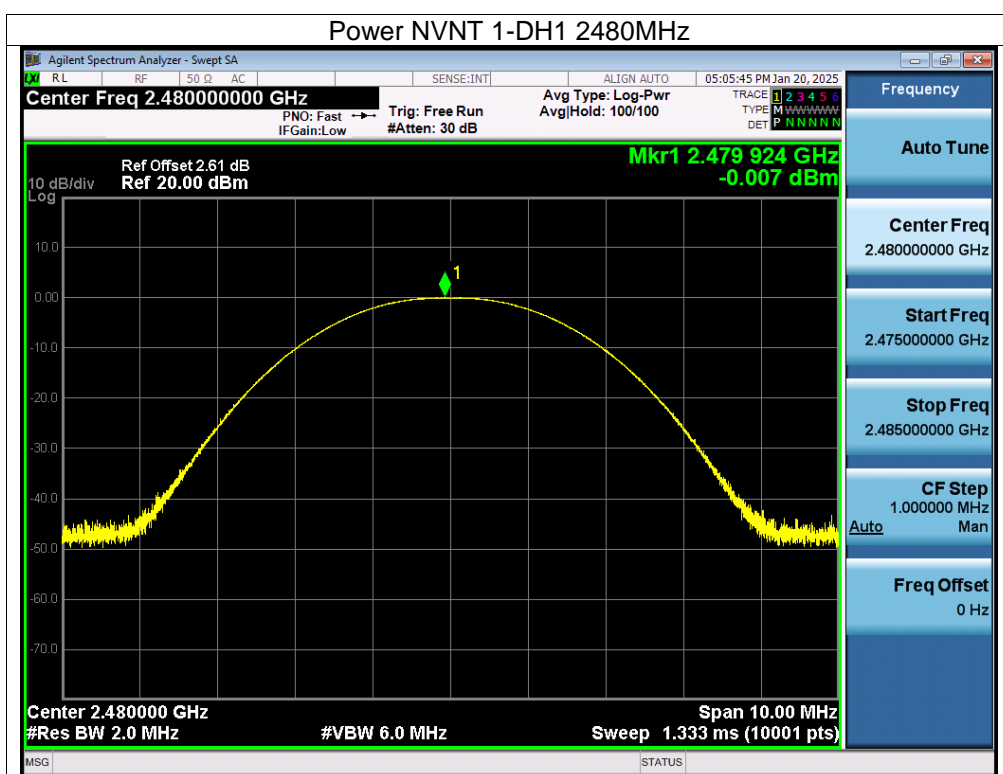 Power NVNT 1-DH1 2480MHz
Agilent Spectrum Analyzer - Swept SA
LXI RL RF 50 Ω AC SENSE:INT ALIGN AUTO 05:05:45 PM Jan 20, 2025
Center Freq 2.480000000 GHz
PNO: Fast
IFGain:Low
Trig: Free Run
#Atten: 30 dB
Avg Type: Log-Pwr
Avg|Hold: 100/100
TRACE 1 2 3 4 5 6
TYPE M W W W W W
DET P N N N N N
Mkr1 2.479 924 GHz
-0.007 dBm
Ref Offset 2.61 dB
10 dB/div Ref 20.00 dBm
Log
1
10.0
0.00
-10.0
-20.0
-30.0
-40.0
-50.0
-60.0
-70.0
Center 2.480000 GHz Span 10.00 MHz
#Res BW 2.0 MHz #VBW 6.0 MHz Sweep 1.333 ms (10001 pts)
MSG STATUS
Frequency
Auto Tune
Center Freq
2.480000000 GHz
Start Freq
2.475000000 GHz
Stop Freq
2.485000000 GHz
CF Step
1.000000 MHz
Auto Man
Freq Offset
0 Hz